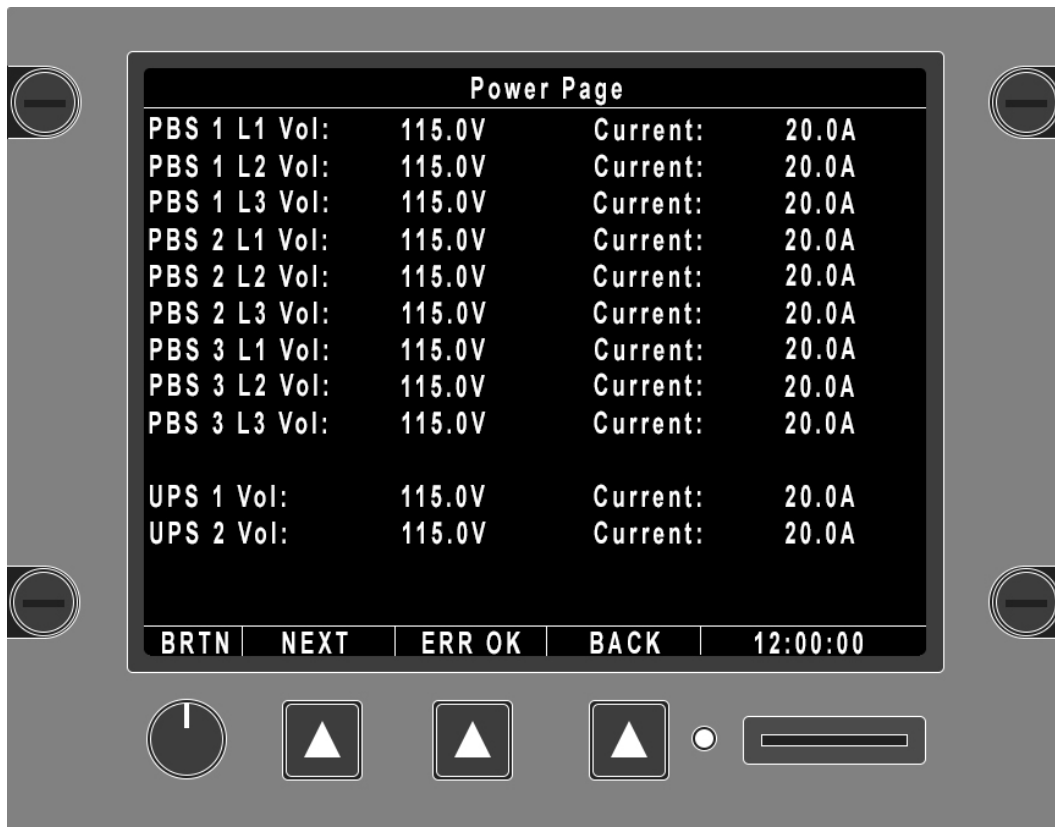 Power Page
PBS 1 L1 Vol: 115.0V Current: 20.0A
PBS 1 L2 Vol: 115.0V Current: 20.0A
PBS 1 L3 Vol: 115.0V Current: 20.0A
PBS 2 L1 Vol: 115.0V Current: 20.0A
PBS 2 L2 Vol: 115.0V Current: 20.0A
PBS 2 L3 Vol: 115.0V Current: 20.0A
PBS 3 L1 Vol: 115.0V Current: 20.0A
PBS 3 L2 Vol: 115.0V Current: 20.0A
PBS 3 L3 Vol: 115.0V Current: 20.0A
UPS 1 Vol: 115.0V Current: 20.0A
UPS 2 Vol: 115.0V Current: 20.0A
BRTN NEXT ERR OK BACK 12:00:00